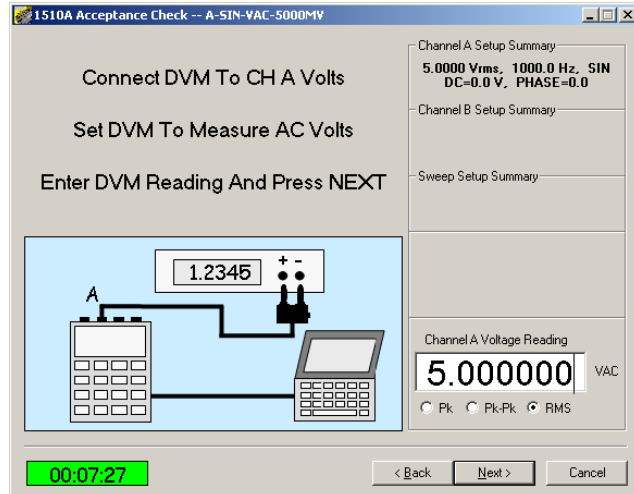 1510A Acceptance Check -- A-SIN-VAC-5000MV
Connect DVM To CH A Volts
Set DVM To Measure AC Volts
Enter DVM Reading And Press NEXT
Channel A Setup Summary
5.0000 Vrms, 1000.0 Hz, SIN
DC=0.0 V, PHASE=0.0
Channel B Setup Summary
Sweep Setup Summary
1.2345
+ -
A
Channel A Voltage Reading
5.000000 VAC
Pk Pk-Pk RMS
00:07:27
< Back Next > Cancel